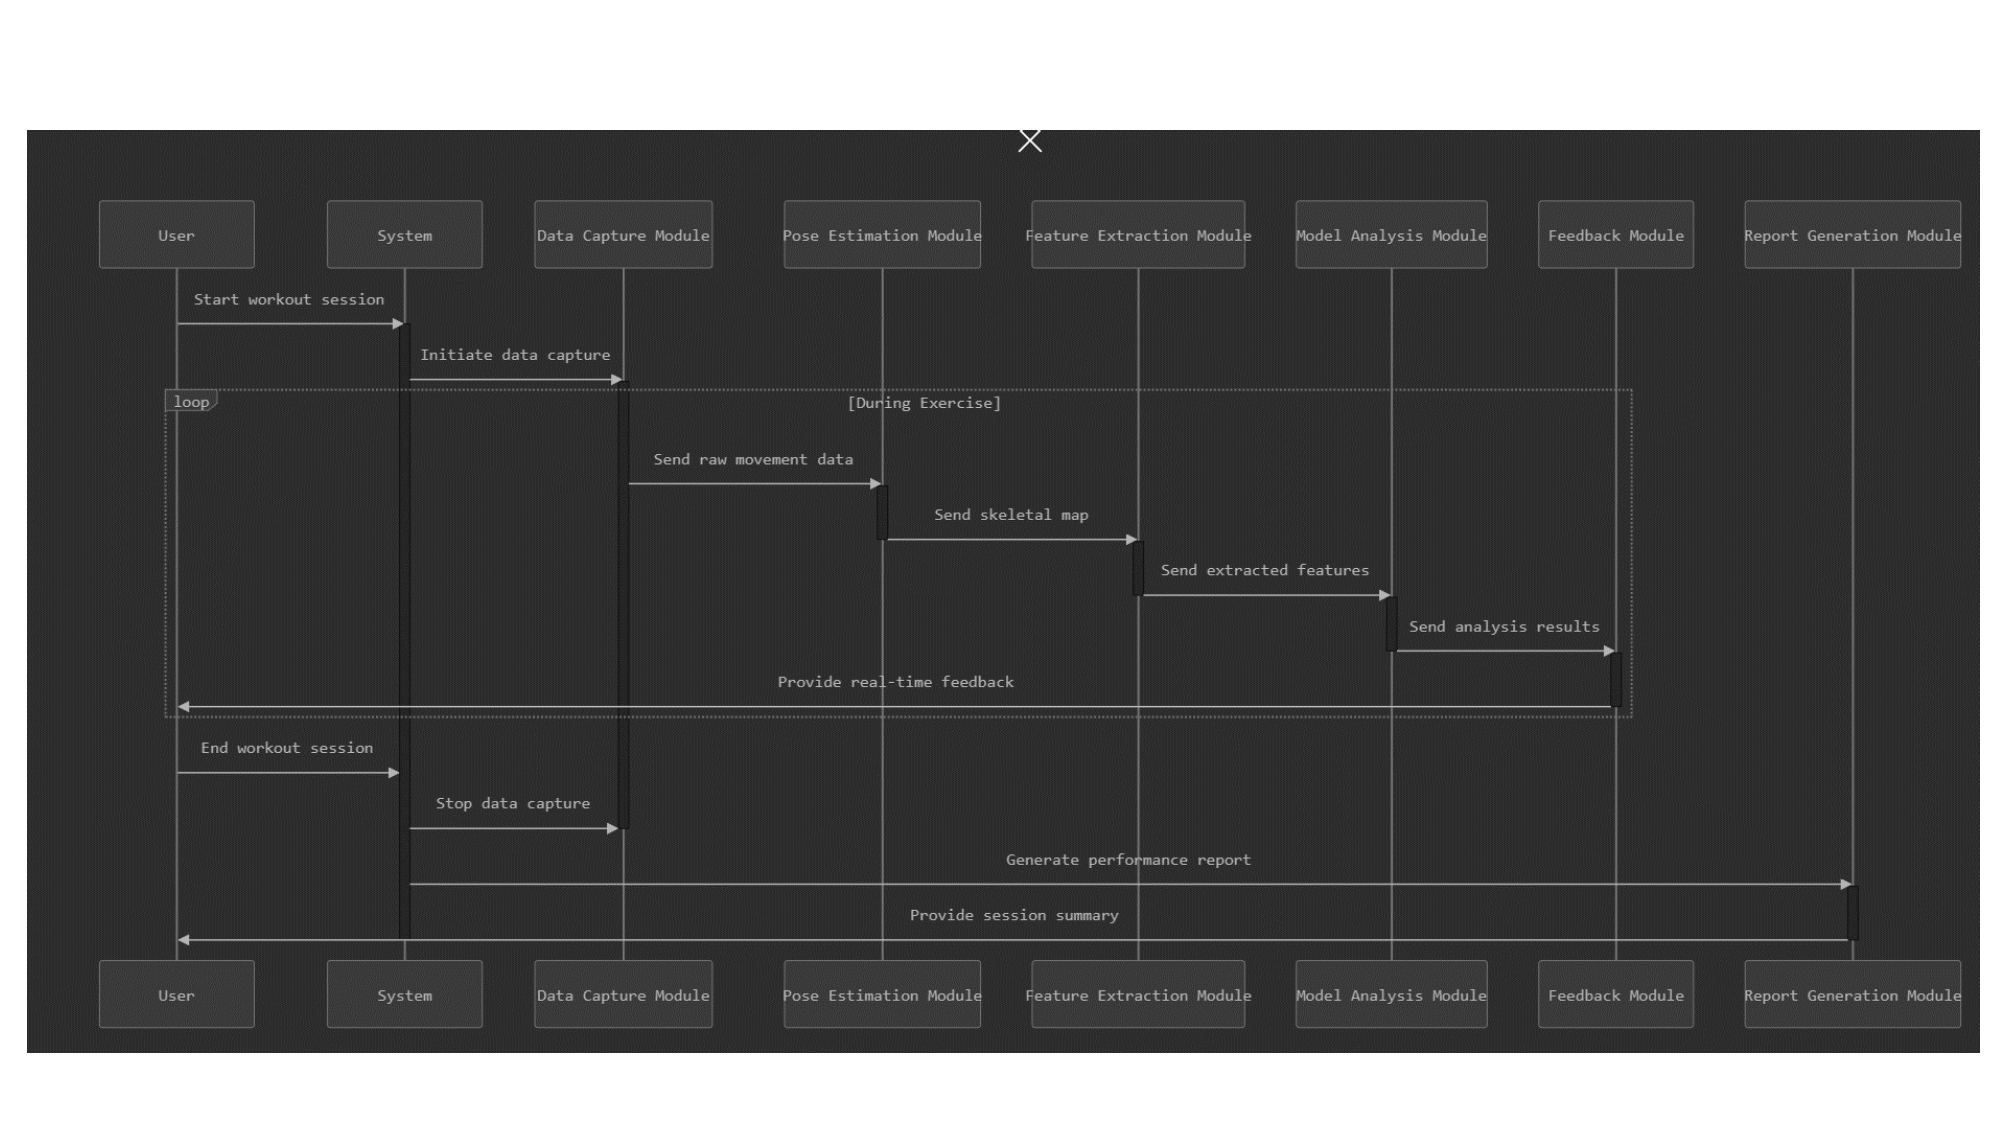 User
System
Data Capture Module
Pose Estimation Module
Feature Extraction Module
Model Analysis Module
Feedback Module
Report Generation Module
Start workout session
Initiate data capture
loop
[During Exercise]
Send raw movement data
Send skeletal map
Send extracted features
Send analysis results
Provide real-time feedback
End workout session
Stop data capture
Generate performance report
Provide session summary
User
System
Data Capture Module
Pose Estimation Module
Feature Extraction Module
Model Analysis Module
Feedback Module
Report Generation Module